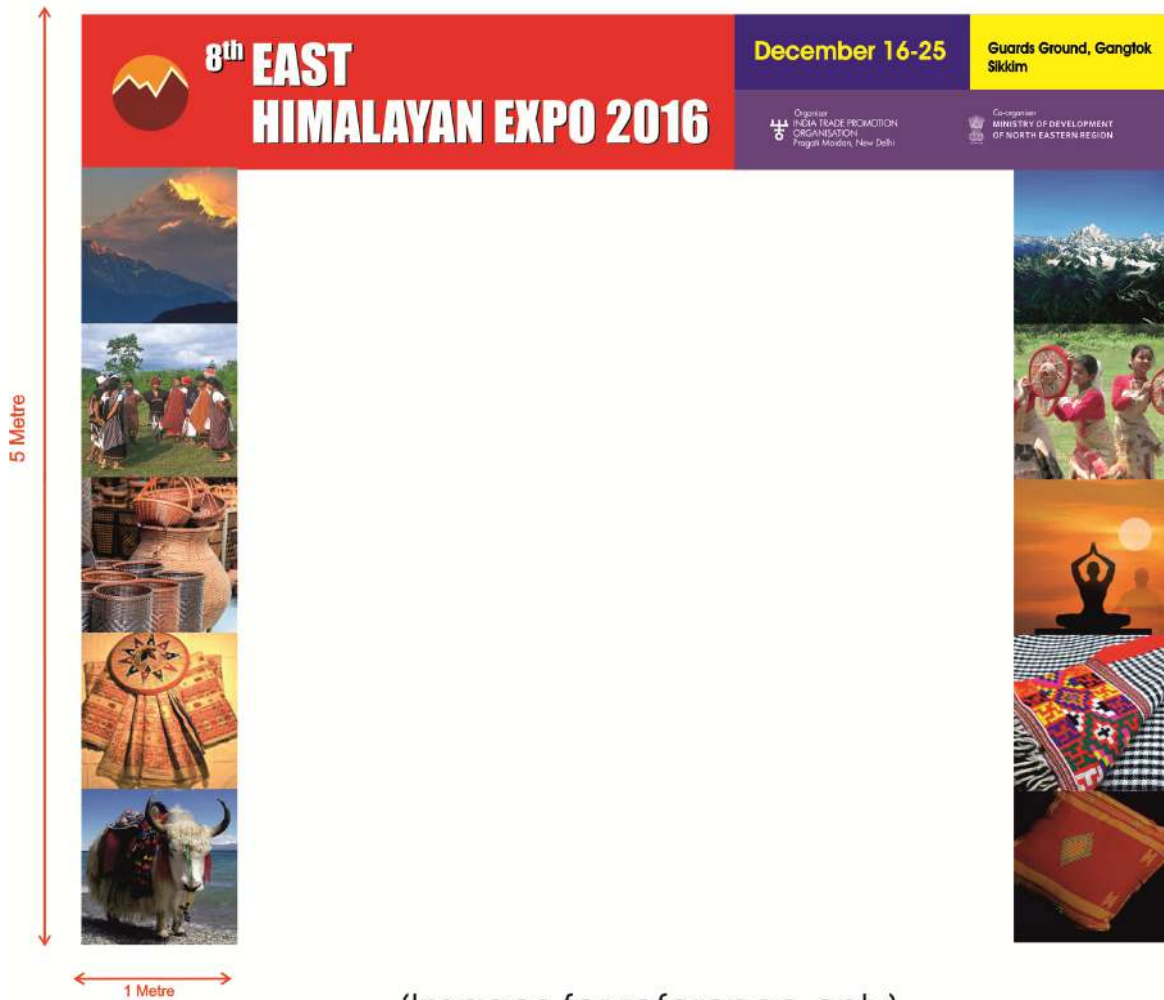 8th EAST
HIMALAYAN EXPO 2016
December 16-25
Guards Ground, Gangtok
Sikkim
Organiser
INDIA TRADE PROMOTION
ORGANISATION
Pragati Maidan, New Delhi
Co-organiser
MINISTRY OF DEVELOPMENT
OF NORTH EASTERN REGION
5 Metre
1 Metre